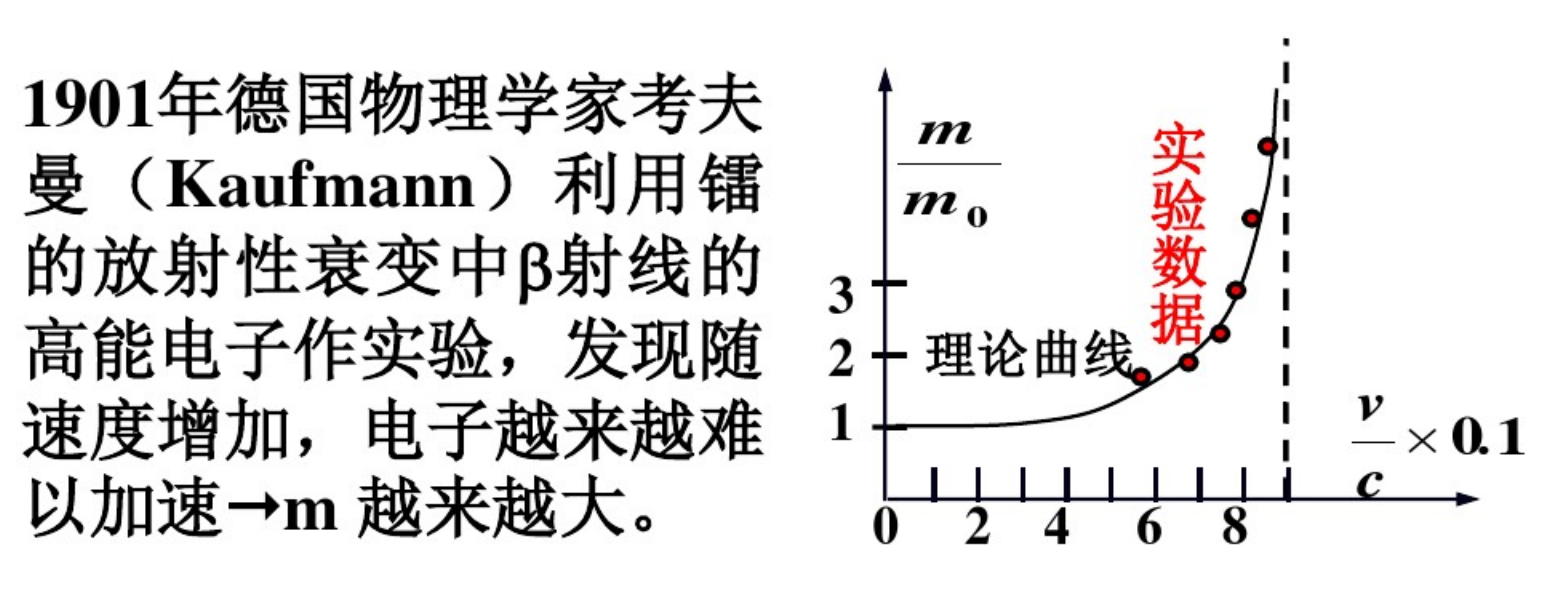 1901年德国物理学家考夫
曼（Kaufmann）利用镭
的放射性衰变中β射线的
高能电子作实验，发现随
速度增加，电子越来越难
以加速→m 越来越大。
m
m₀
实
验
数
据
3
2
1
理论曲线
v
c
× 0.1
0 2 4 6 8